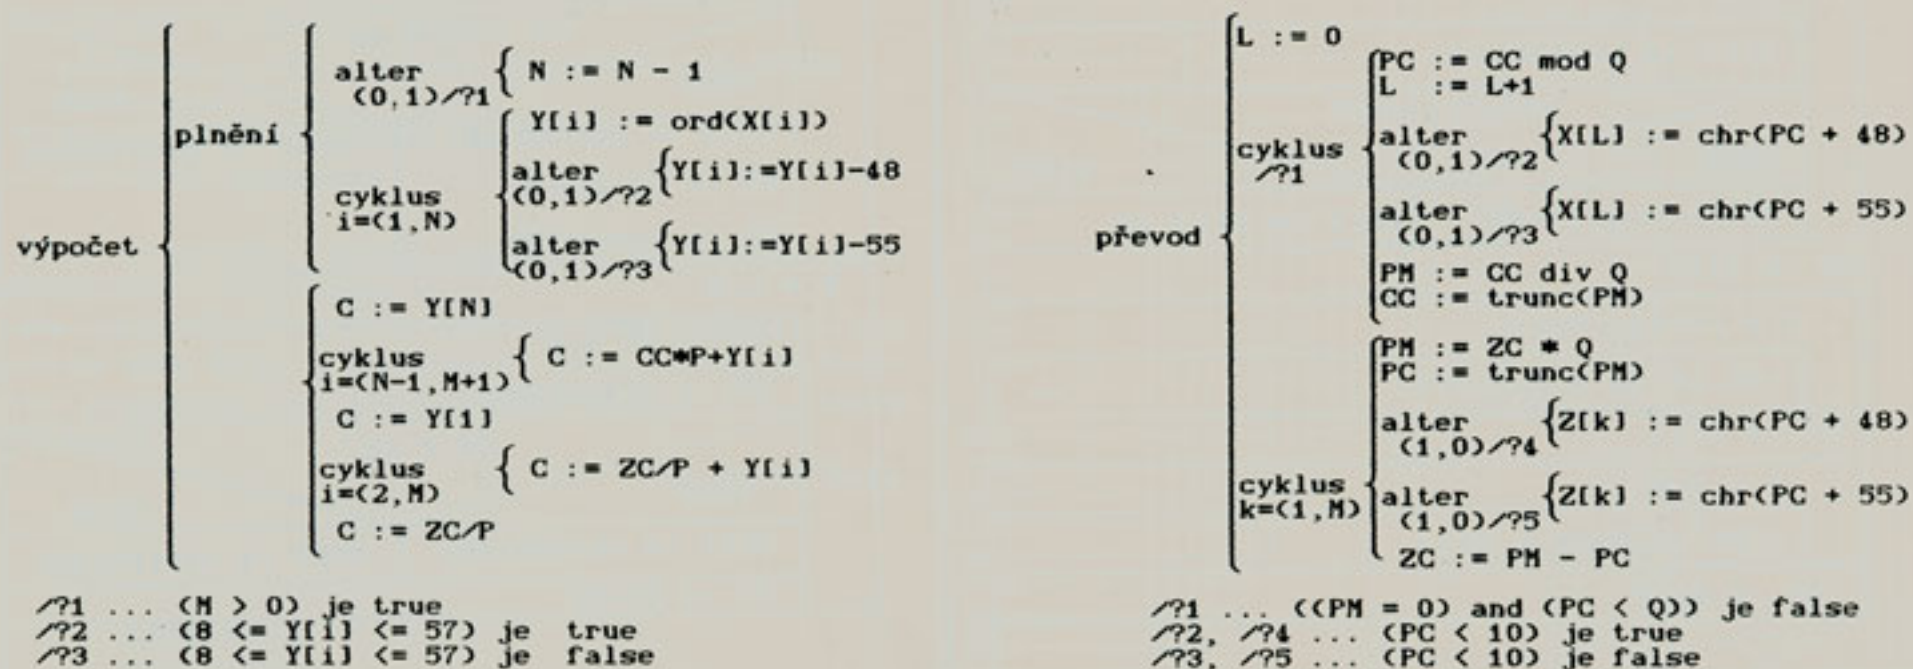 výpočet
plnění
alter
(0,1)/?1
N := N - 1
cyklus
i=(1,N)
Y[i] := ord(X[i])
alter
(0,1)/?2
Y[i]:=Y[i]-48
alter
(0,1)/?3
Y[i]:=Y[i]-55
C := Y[N]
cyklus
i=(N-1,M+1)
C := CC*P+Y[i]
C := Y[1]
cyklus
i=(2,M)
C := ZC/P + Y[i]
C := ZC/P
/?1 ... (M > 0) je true
/?2 ... (8 <= Y[i] <= 57) je true
/?3 ... (8 <= Y[i] <= 57) je false
převod
L := 0
cyklus
/?1
PC := CC mod Q
L := L+1
alter
(0,1)/?2
X[L] := chr(PC + 48)
alter
(0,1)/?3
X[L] := chr(PC + 55)
PM := CC div Q
CC := trunc(PM)
cyklus
k=(1,M)
PM := ZC * Q
PC := trunc(PM)
alter
(1,0)/?4
Z[k] := chr(PC + 48)
alter
(1,0)/?5
Z[k] := chr(PC + 55)
ZC := PM - PC
/?1 ... ((PM = 0) and (PC < Q)) je false
/?2, /?4 ... (PC < 10) je true
/?3, /?5 ... (PC < 10) je false